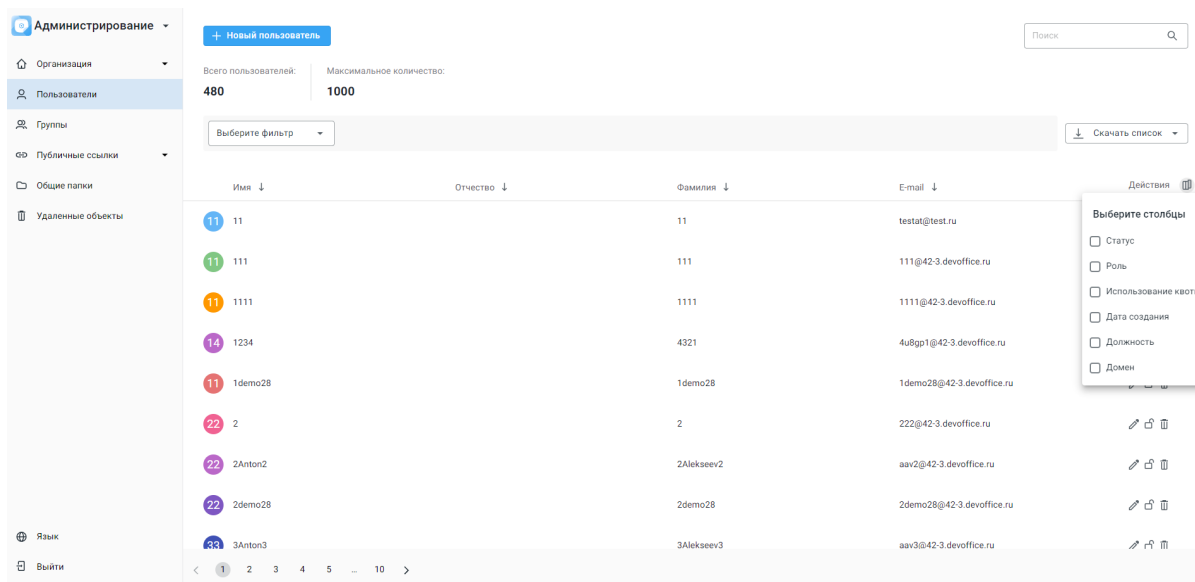 Администрирование
Организация
Пользователи
Группы
Публичные ссылки
Общие папки
Удаленные объекты
Язык
Выйти
Новый пользователь
Поиск
Всего пользователей: Максимальное количество:
480 1000
Выберите фильтр
Скачать список
Имя Отчество Фамилия E-mail Действия
11 11 11 testat@test.ru
11 111 111 111@42-3.devoffice.ru
11 1111 1111 1111@42-3.devoffice.ru
14 1234 4321 4u8gp1@42-3.devoffice.ru
11 1demo28 1demo28 1demo28@42-3.devoffice.ru
22 2 2 222@42-3.devoffice.ru
22 2Anton2 2Alekseev2 aav2@42-3.devoffice.ru
22 2demo28 2demo28 2demo28@42-3.devoffice.ru
33 3Anton3 3Alekseev3 aav3@42-3.devoffice.ru
Выберите столбцы
Статус
Роль
Использование
Дата создания
Должность
Домен
1 2 3 4 5 ... 10